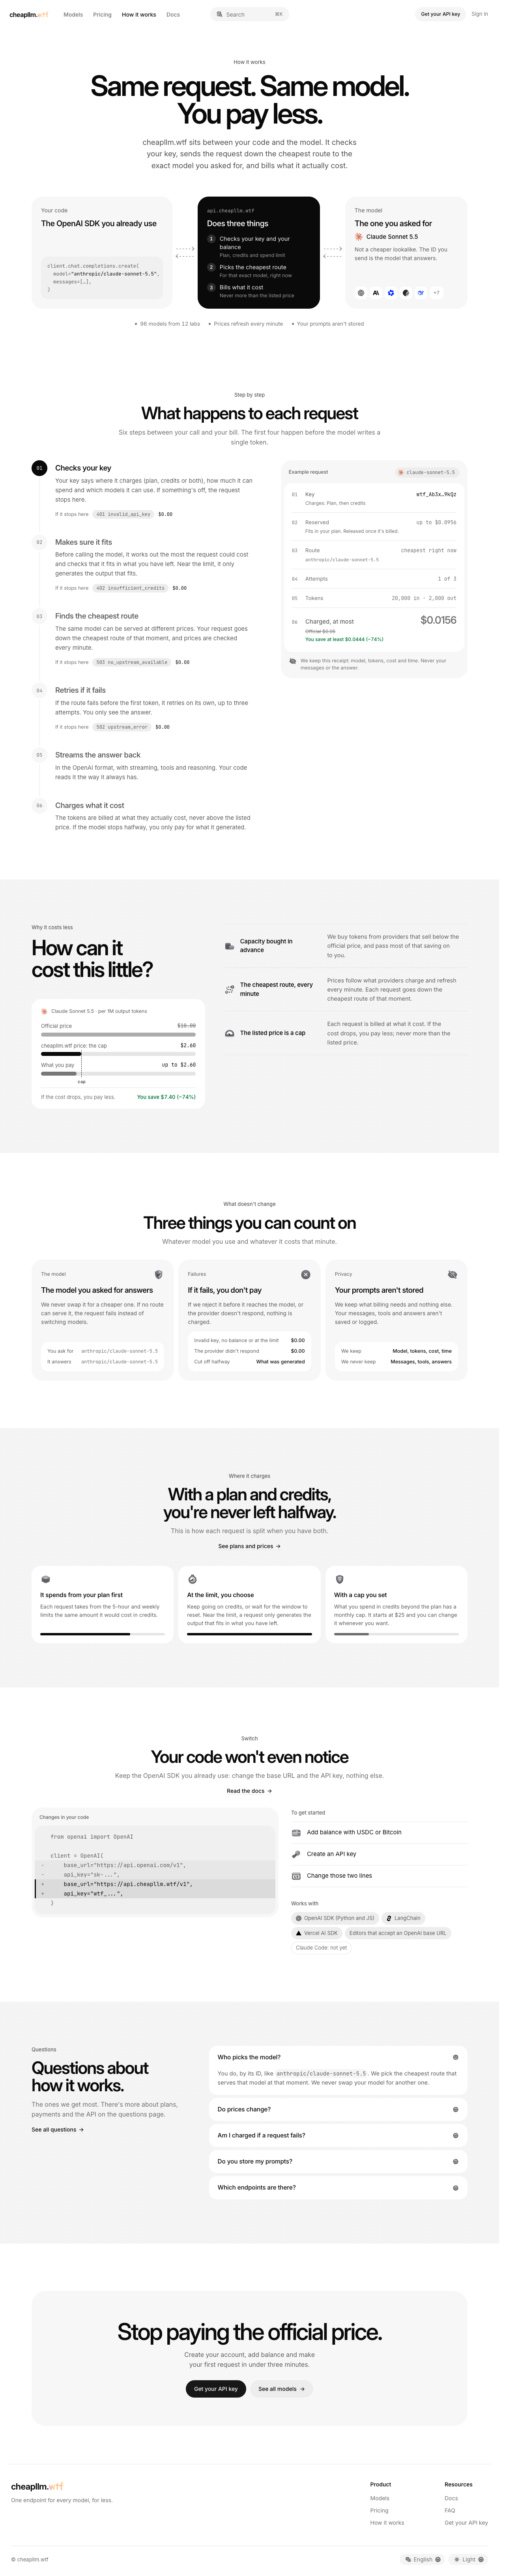 cheapllm.wtf
Models
Pricing
How it works
Docs
Search
⌘K
Get your API key
Sign in
How it works
Same request. Same model.
You pay less.
cheapllm.wtf sits between your code and the model. It checks
your key, sends the request down the cheapest route to the
exact model you asked for, and bills what it actually cost.
Your code
The OpenAI SDK you already use
client.chat.completions.create(
model="anthropic/claude-sonnet-5.5",
messages=[…],
)
api.cheapllm.wtf
Does three things
1 Checks your key and your
balance
Plan, credits and spend limit
2 Picks the cheapest route
For that exact model, right now
3 Bills what it cost
Never more than the listed price
The model
The one you asked for
Claude Sonnet 5.5
Not a cheaper lookalike. The ID you
send is the model that answers.
+7
96 models from 12 labs
Prices refresh every minute
Your prompts aren't stored
Step by step
What happens to each request
Six steps between your call and your bill. The first four happen before the model writes a
single token.
01 Checks your key
Your key says where it charges (plan, credits or both), how much it can
spend and which models it can use. If something's off, the request
stops here.
If it stops here 401 invalid_api_key $0.00
02 Makes sure it fits
Before calling the model, it works out the most the request could cost
and checks that it fits in what you have left. Near the limit, it only
generates the output that fits.
If it stops here 402 insufficient_credits $0.00
03 Finds the cheapest route
The same model can be served at different prices. Your request goes
down the cheapest route of that moment, and prices are checked
every minute.
If it stops here 503 no_upstream_available $0.00
04 Retries if it fails
If the route fails before the first token, it retries on its own, up to three
attempts. You only see the answer.
If it stops here 502 upstream_error $0.00
05 Streams the answer back
In the OpenAI format, with streaming, tools and reasoning. Your code
reads it the way it always has.
06 Charges what it cost
The tokens are billed at what they actually cost, never above the listed
price. If the model stops halfway, you only pay for what it generated.
Example request
claude-sonnet-5.5
01 Key wtf_Ab3x…9kQz
Charges: Plan, then credits
02 Reserved up to $0.0956
Fits in your plan. Released once it's billed.
03 Route cheapest right now
anthropic/claude-sonnet-5.5
04 Attempts 1 of 3
05 Tokens 20,000 in · 2,000 out
06 Charged, at most $0.0156
Official $0.06
You save at least $0.0444 (−74%)
We keep this receipt: model, tokens, cost and time. Never your
messages or the answer.
Why it costs less
How can it
cost this little?
Claude Sonnet 5.5 · per 1M output tokens
Official price $10.00
cheapllm.wtf price: the cap $2.60
What you pay up to $2.60
cap
If the cost drops, you pay less.
You save $7.40 (−74%)
Capacity bought in
advance
We buy tokens from providers that sell below the
official price, and pass most of that saving on
to you.
The cheapest route, every
minute
Prices follow what providers charge and refresh
every minute. Each request goes down the
cheapest route of that moment.
The listed price is a cap
Each request is billed at what it cost. If the
cost drops, you pay less; never more than the
listed price.
What doesn't change
Three things you can count on
Whatever model you use and whatever it costs that minute.
The model
The model you asked for answers
We never swap it for a cheaper one. If no route
can serve it, the request fails instead of
switching models.
You ask for anthropic/claude-sonnet-5.5
It answers anthropic/claude-sonnet-5.5
Failures
If it fails, you don't pay
If we reject it before it reaches the model, or
the provider doesn't respond, nothing is
charged.
Invalid key, no balance or at the limit $0.00
The provider didn't respond $0.00
Cut off halfway What was generated
Privacy
Your prompts aren't stored
We keep what billing needs and nothing else.
Your messages, tools and answers aren't
saved or logged.
We keep Model, tokens, cost, time
We never keep Messages, tools, answers
Where it charges
With a plan and credits,
you're never left halfway.
This is how each request is split when you have both.
See plans and prices →
It spends from your plan first
Each request takes from the 5-hour and weekly
limits the same amount it would cost in credits.
At the limit, you choose
Keep going on credits, or wait for the window to
reset. Near the limit, a request only generates the
output that fits in what you have left.
With a cap you set
What you spend in credits beyond the plan has a
monthly cap. It starts at $25 and you can change
it whenever you want.
Switch
Your code won't even notice
Keep the OpenAI SDK you already use: change the base URL and the API key, nothing else.
Read the docs →
Changes in your code
from openai import OpenAI
client = OpenAI(
- base_url="https://api.openai.com/v1",
- api_key="sk-...",
+ base_url="https://api.cheapllm.wtf/v1",
+ api_key="wtf_...",
)
To get started
Add balance with USDC or Bitcoin
Create an API key
Change those two lines
Works with
OpenAI SDK (Python and JS)
LangChain
Vercel AI SDK
Editors that accept an OpenAI base URL
Claude Code: not yet
Questions
Questions about
how it works.
The ones we get most. There's more about plans,
payments and the API on the questions page.
See all questions →
Who picks the model?
You do, by its ID, like anthropic/claude-sonnet-5.5. We pick the cheapest route that
serves that model at that moment. We never swap your model for another one.
Do prices change?
Am I charged if a request fails?
Do you store my prompts?
Which endpoints are there?
Stop paying the official price.
Create your account, add balance and make
your first request in under three minutes.
Get your API key
See all models →
cheapllm.wtf
One endpoint for every model, for less.
Product
Models
Pricing
How it works
Resources
Docs
FAQ
Get your API key
© cheapllm.wtf
English
Light